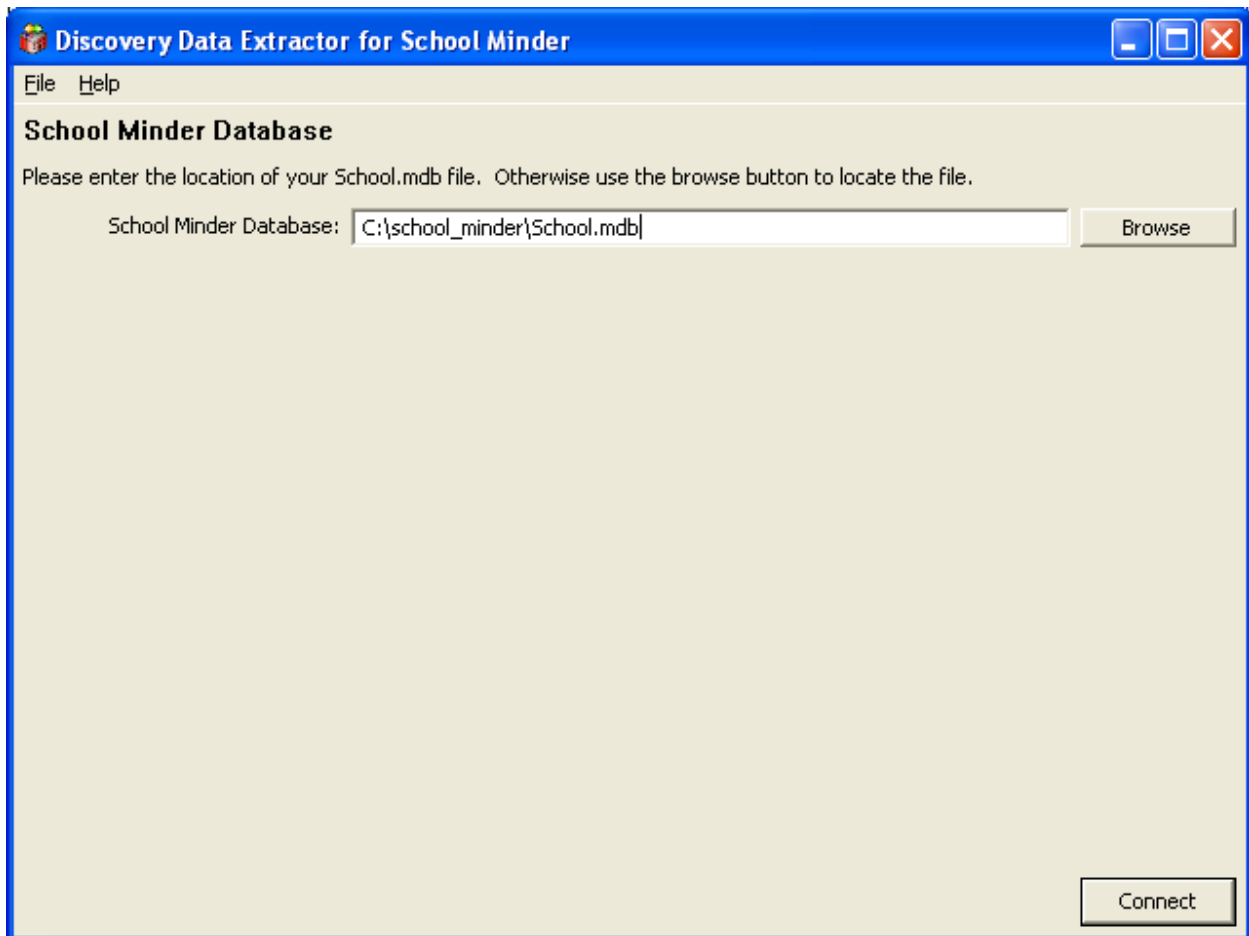 Discovery Data Extractor for School Minder
File Help
School Minder Database
Please enter the location of your School.mdb file. Otherwise use the browse button to locate the file.
School Minder Database: C:\school_minder\School.mdb Browse
Connect